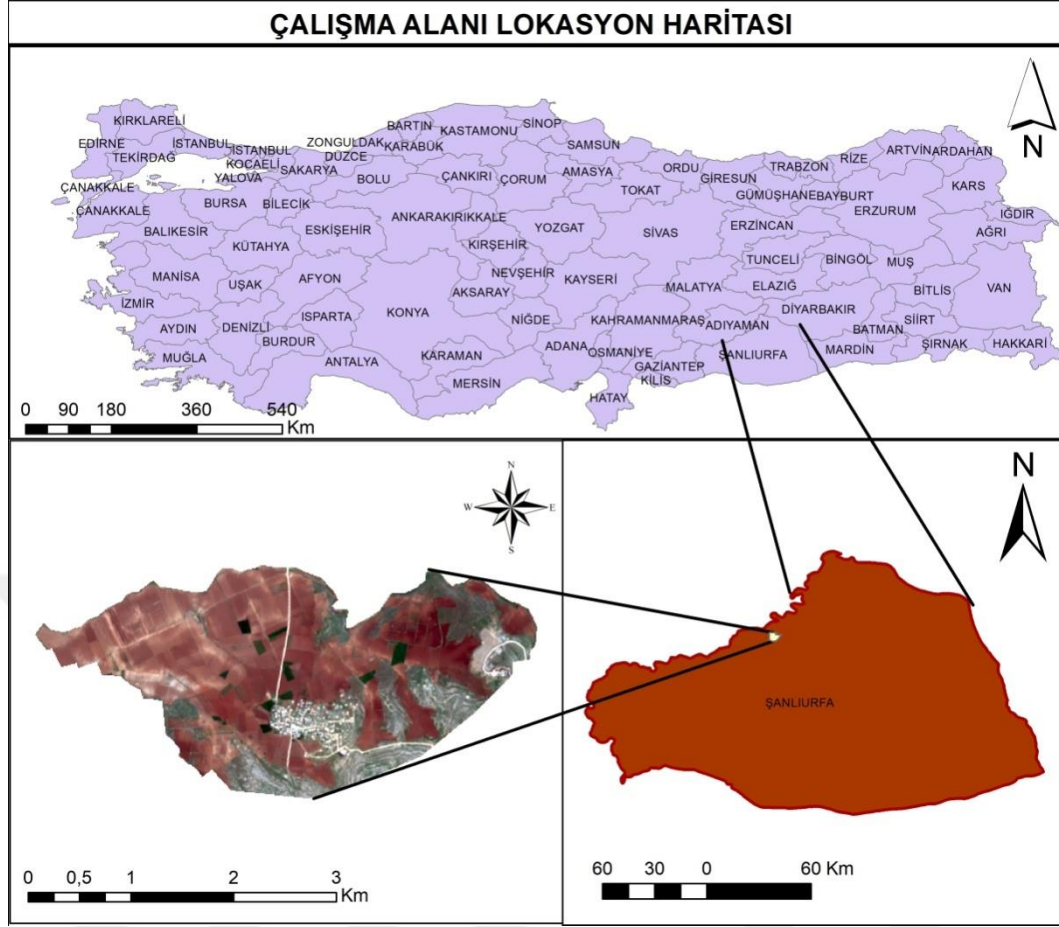 ÇALIŞMA ALANI LOKASYON HARİTASI
N
KIRKLARELİ
EDİRNE
TEKİRDAĞ
İSTANBUL
İSTANBUL
KOCAELİ
YALOVA
SAKARYA
ZONGULDAK
DÜZCE
BARTIN
KARABÜK
KASTAMONU
SİNOP
SAMSUN
BOLU
ÇANKIRI
ÇORUM
AMASYA
TOKAT
ORDU
GİRESUN
TRABZON
RİZE
ARTVİN
ARDAHAN
GÜMÜŞHANE
BAYBURT
KARS
ERZURUM
IĞDIR
AĞRI
ÇANAKKALE
ÇANAKKALE
BURSA
BİLECİK
BALIKESİR
ESKİŞEHİR
ANKARA
KIRIKKALE
KÜTAHYA
YOZGAT
SİVAS
ERZİNCAN
KIRŞEHİR
TUNCELİ
BİNGÖL
MUŞ
MANİSA
UŞAK
AFYON
NEVŞEHİR
KAYSERİ
AKSARAY
MALATYA
ELAZIĞ
BİTLİS
VAN
İZMİR
KONYA
DİYARBAKIR
SİİRT
AYDIN
DENİZLİ
ISPARTA
NİĞDE
KAHRAMANMARAŞ
ADIYAMAN
BATMAN
BURDUR
MUĞLA
ANTALYA
KARAMAN
ADANA
OSMANİYE
ŞANLIURFA
MARDİN
ŞIRNAK
HAKKARİ
GAZİANTEP
KİLİS
MERSİN
HATAY
0 90 180 360 540
Km
N
W E
S
0 0,5 1 2 3
Km
N
ŞANLIURFA
60 30 0 60 Km